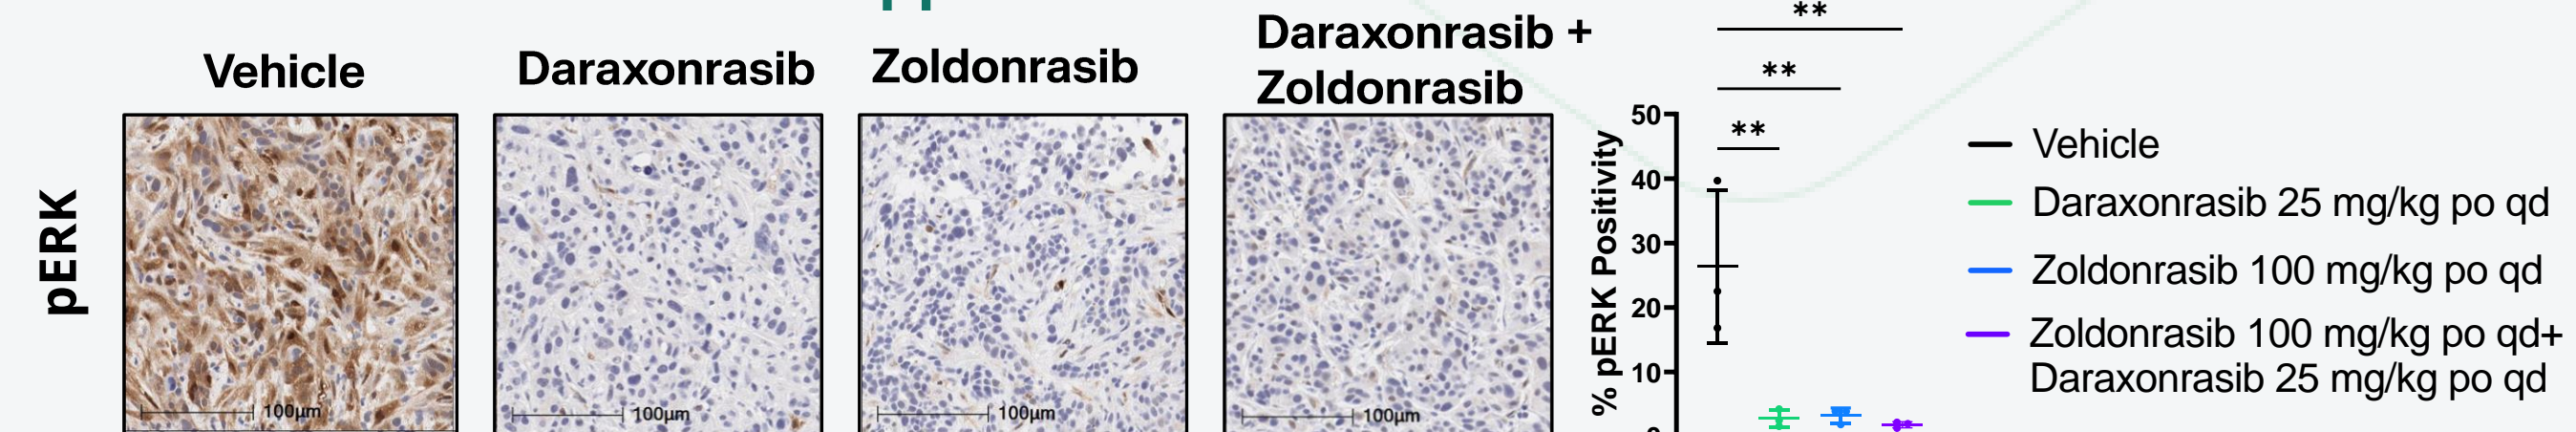 Vehicle
Daraxonrasib
Zoldonrasib
Daraxonrasib +
Zoldonrasib
pERK
100µm
100µm
100µm
100µm
**
**
**
% pERK Positivity
50
40
30
20
10
Vehicle
Daraxonrasib 25 mg/kg po qd
Zoldonrasib 100 mg/kg po qd
Zoldonrasib 100 mg/kg po qd+
Daraxonrasib 25 mg/kg po qd